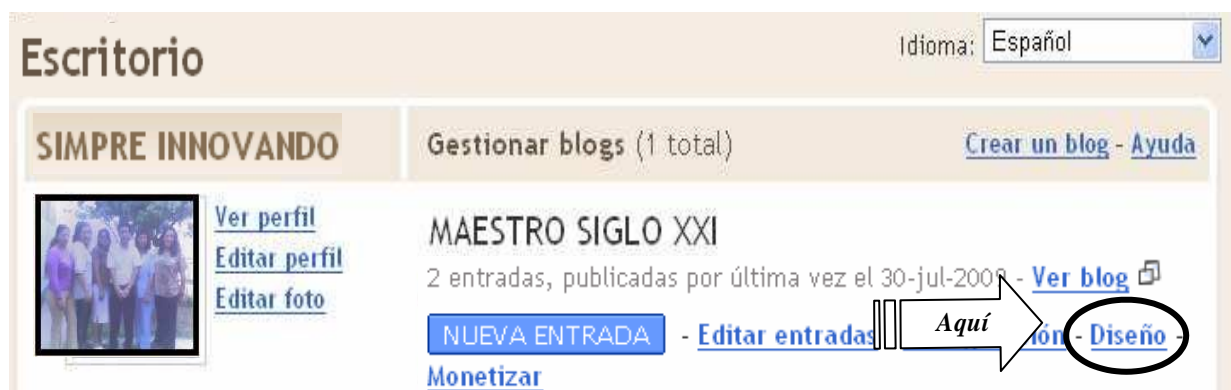 Escritorio
Idioma: Español
SIMPRE INNOVANDO
Gestionar blogs (1 total)
Crear un blog - Ayuda
Ver perfil
Editar perfil
Editar foto
MAESTRO SIGLO XXI
2 entradas, publicadas por última vez el 30-jul-200 - Ver blog
NUEVA ENTRADA - Editar entradas
Aquí
ión - Diseño -
Monetizar